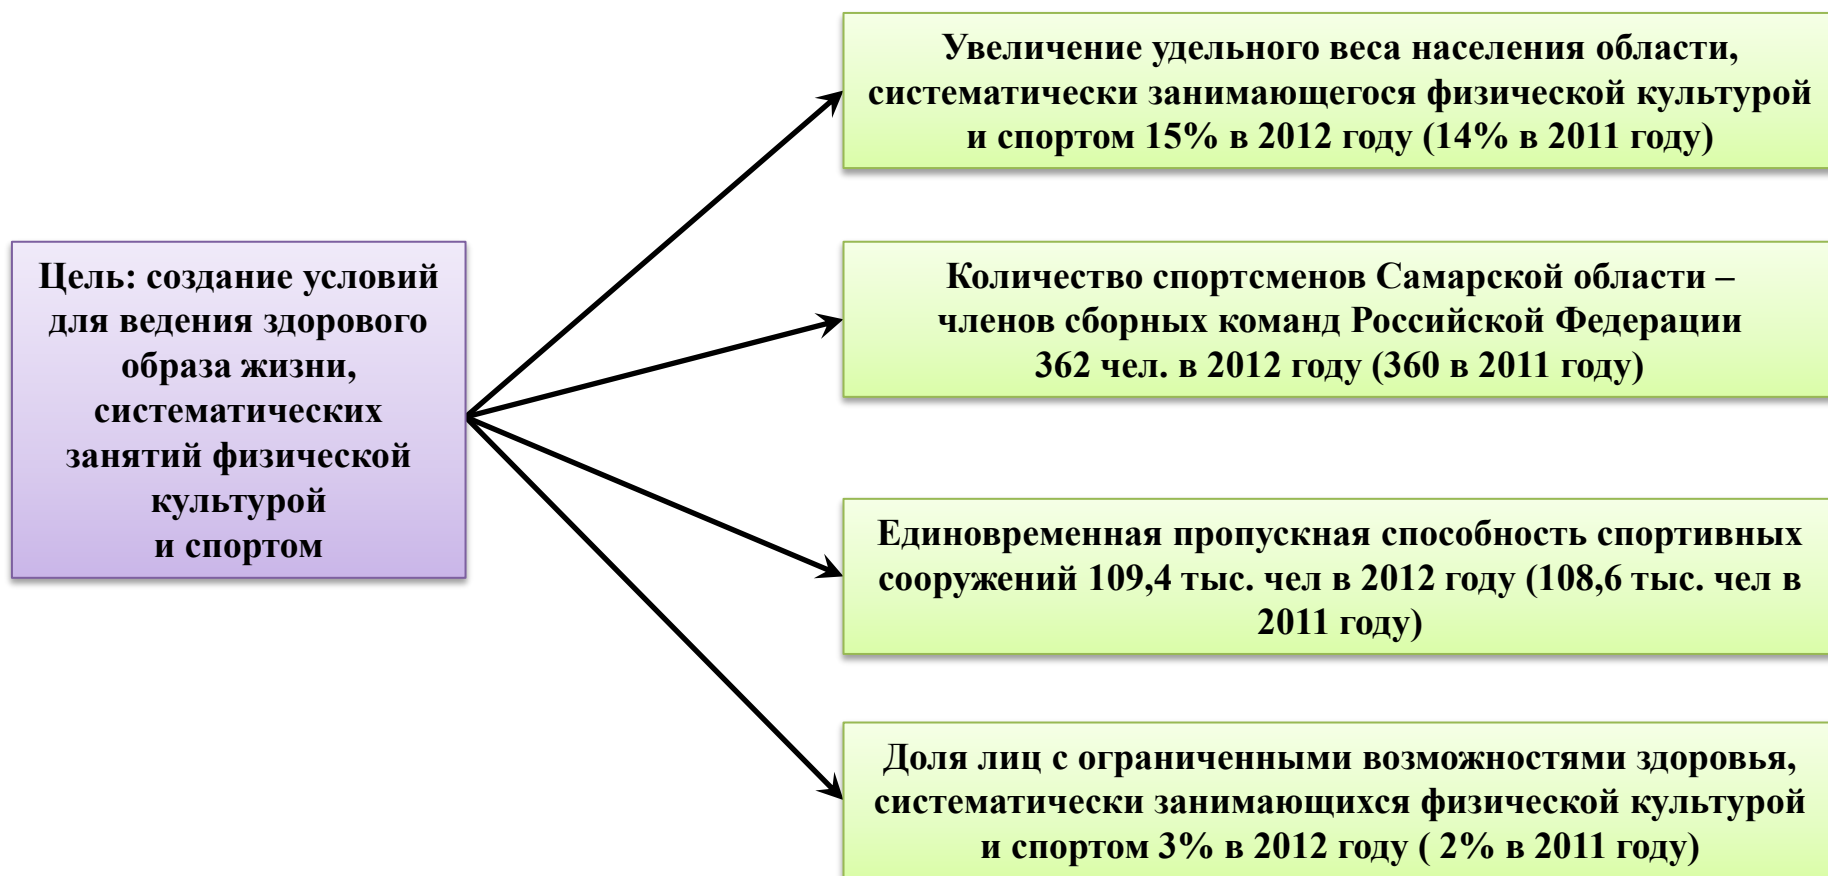 Цель: создание условий
для ведения здорового
образа жизни,
систематических
занятий физической
культурой
и спортом
Увеличение удельного веса населения области,
систематически занимающегося физической культурой
и спортом 15% в 2012 году (14% в 2011 году)
Количество спортсменов Самарской области –
членов сборных команд Российской Федерации
362 чел. в 2012 году (360 в 2011 году)
Единовременная пропускная способность спортивных
сооружений 109,4 тыс. чел в 2012 году (108,6 тыс. чел в
2011 году)
Доля лиц с ограниченными возможностями здоровья,
систематически занимающихся физической культурой
и спортом 3% в 2012 году ( 2% в 2011 году)